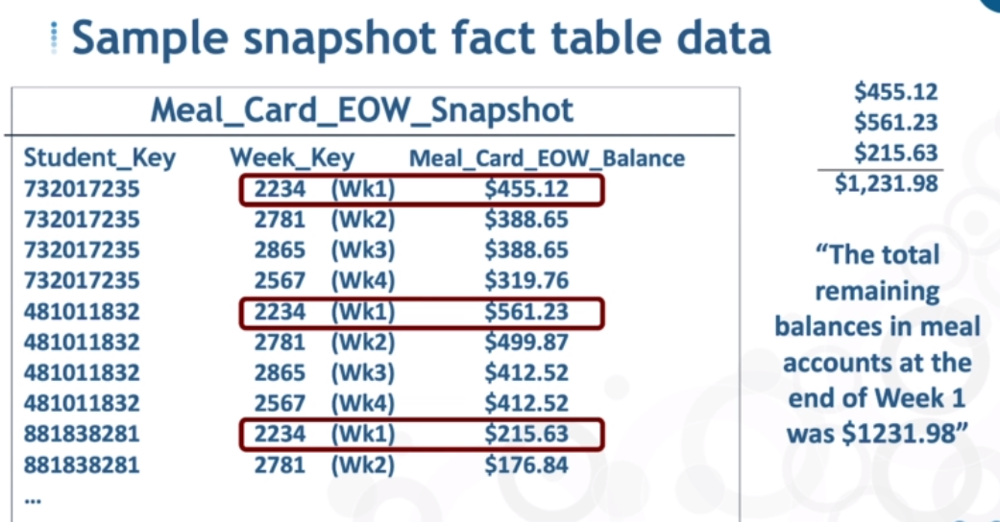 Sample snapshot fact table data
Meal_Card_EOW_Snapshot
Student_Key Week_Key Meal_Card_EOW_Balance
732017235 2234 (Wk1) $455.12
732017235 2781 (Wk2) $388.65
732017235 2865 (Wk3) $388.65
732017235 2567 (Wk4) $319.76
481011832 2234 (Wk1) $561.23
481011832 2781 (Wk2) $499.87
481011832 2865 (Wk3) $412.52
481011832 2567 (Wk4) $412.52
881838281 2234 (Wk1) $215.63
881838281 2781 (Wk2) $176.84
...
$455.12
$561.23
$215.63
$1,231.98
“The total
remaining
balances in meal
accounts at the
end of Week 1
was $1231.98”